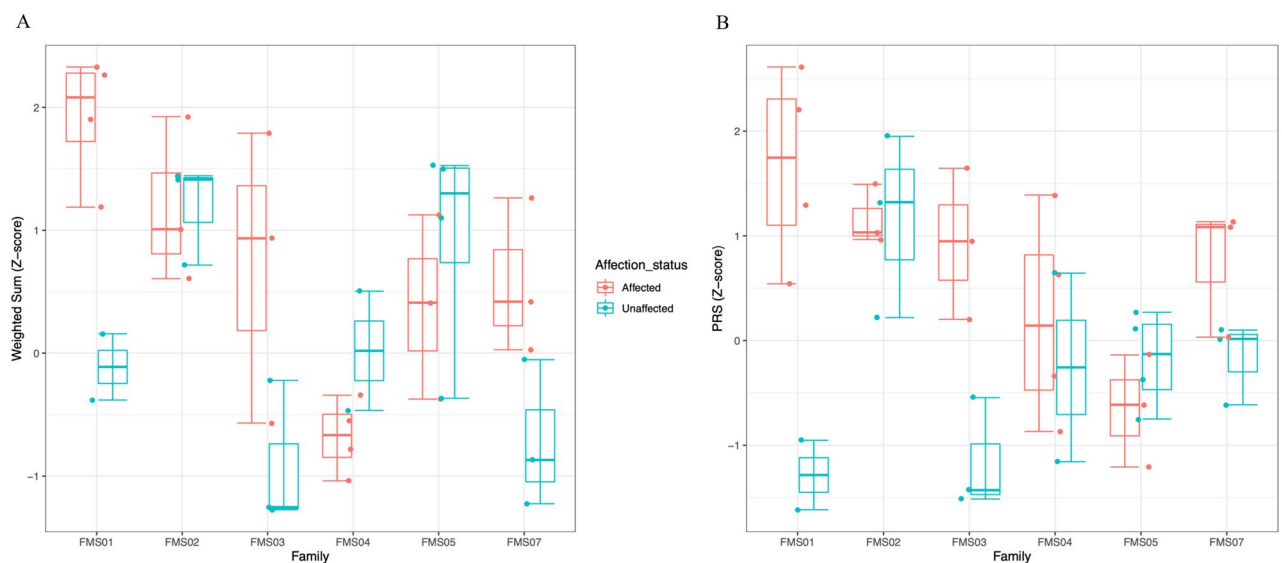 A
Weighted Sum (Z-score)
2
1
0
−1
FMS01 FMS02 FMS03 FMS04 FMS05 FMS07
Family
Affection_status
Affected
Unaffected
B
PRS (Z-score)
2
1
0
−1
FMS01 FMS02 FMS03 FMS04 FMS05 FMS07
Family